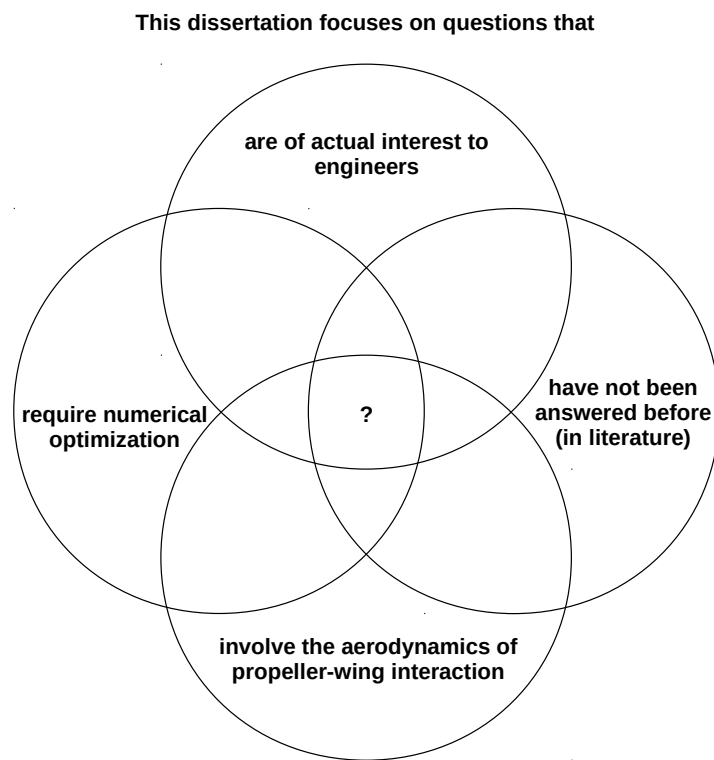 This dissertation focuses on questions that
are of actual interest to
engineers
require numerical
optimization
?
have not been
answered before
(in literature)
involve the aerodynamics of
propeller-wing interaction